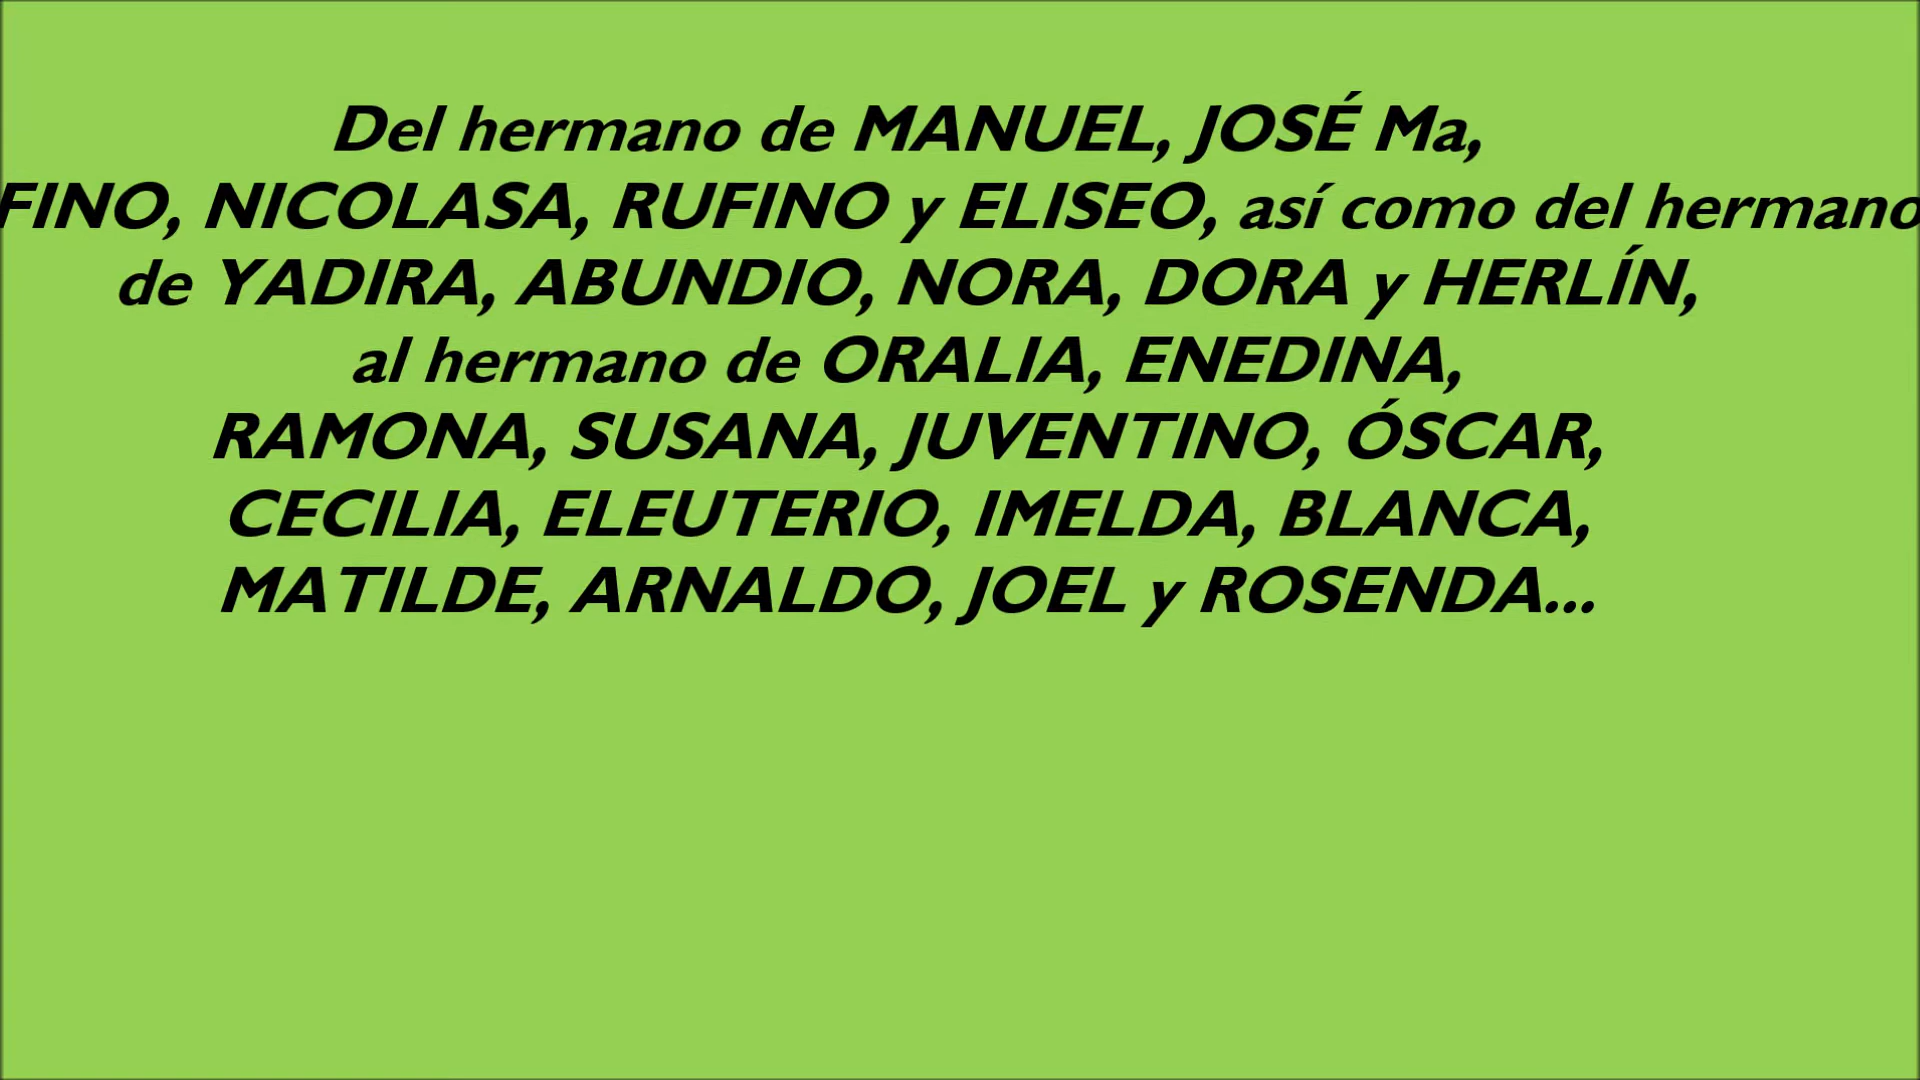 Del hermano de MANUEL, JOSÉ Ma,
NICOLASA, RUFINO y ELISEO, así como del hermano
de YADIRA, ABUNDIO, NORA, DORA y HERLÍN,
al hermano de ORALIA, ENEDINA,
RAMONA, SUSANA, JUVENTINO, ÓSCAR,
CECILIA, ELEUTERIO, IMELDA, BLANCA,
MATILDE, ARNALDO, JOEL y ROSENDA...